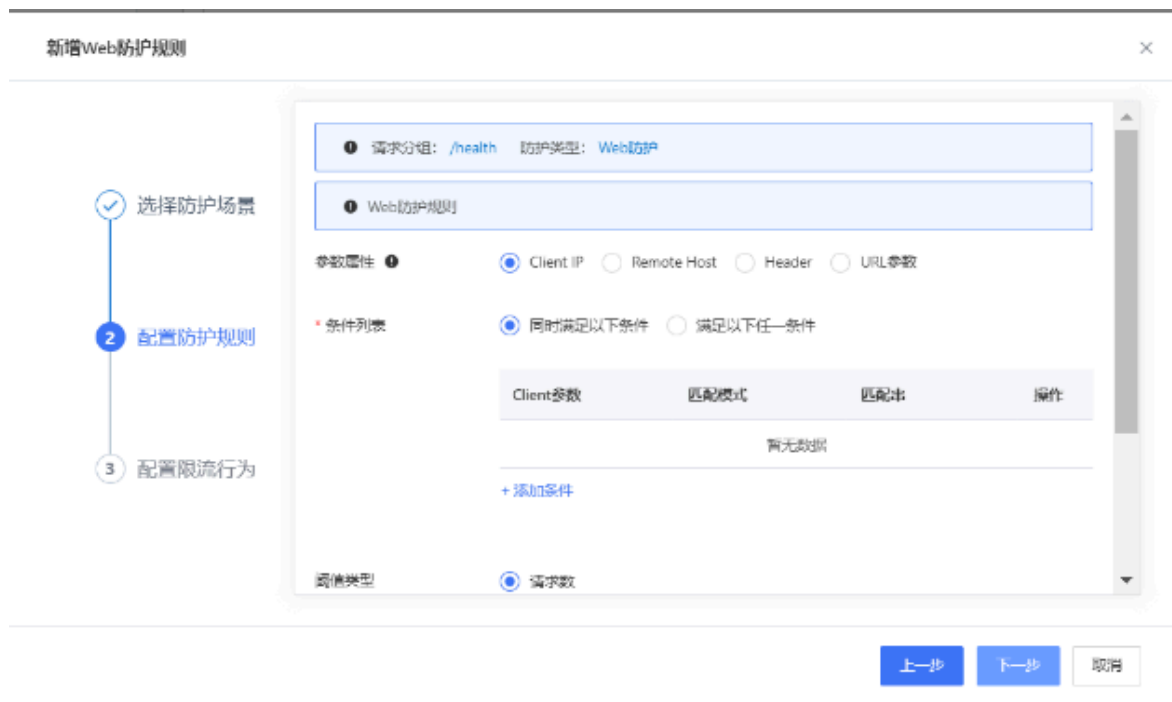 新增Web防护规则
请求分组: /health 防护类型: Web防护
选择防护场景
Web防护规则
参数属性 Client IP Remote Host Header URL参数
* 条件列表 同时满足以下条件 满足以下任一条件
2 配置防护规则
Client参数 匹配模式 匹配串 操作
暂无数据
3 配置限流行为
+ 添加条件
阈值类型 请求数
上一步 下一步 取消